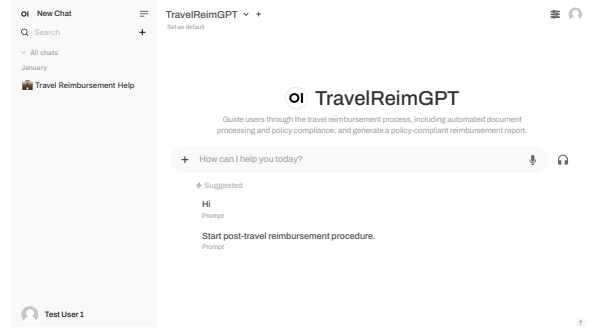 OI New Chat
Search
All chats
January
Travel Reimbursement Help
Test User 1
TravelReimGPT
Set as default
OI TravelReimGPT
Guide users through the travel reimbursement process, including automated document
processing and policy compliance, and generate a policy-compliant reimbursement report.
How can I help you today?
Suggested
Hi
Prompt
Start post-travel reimbursement procedure.
Prompt
?